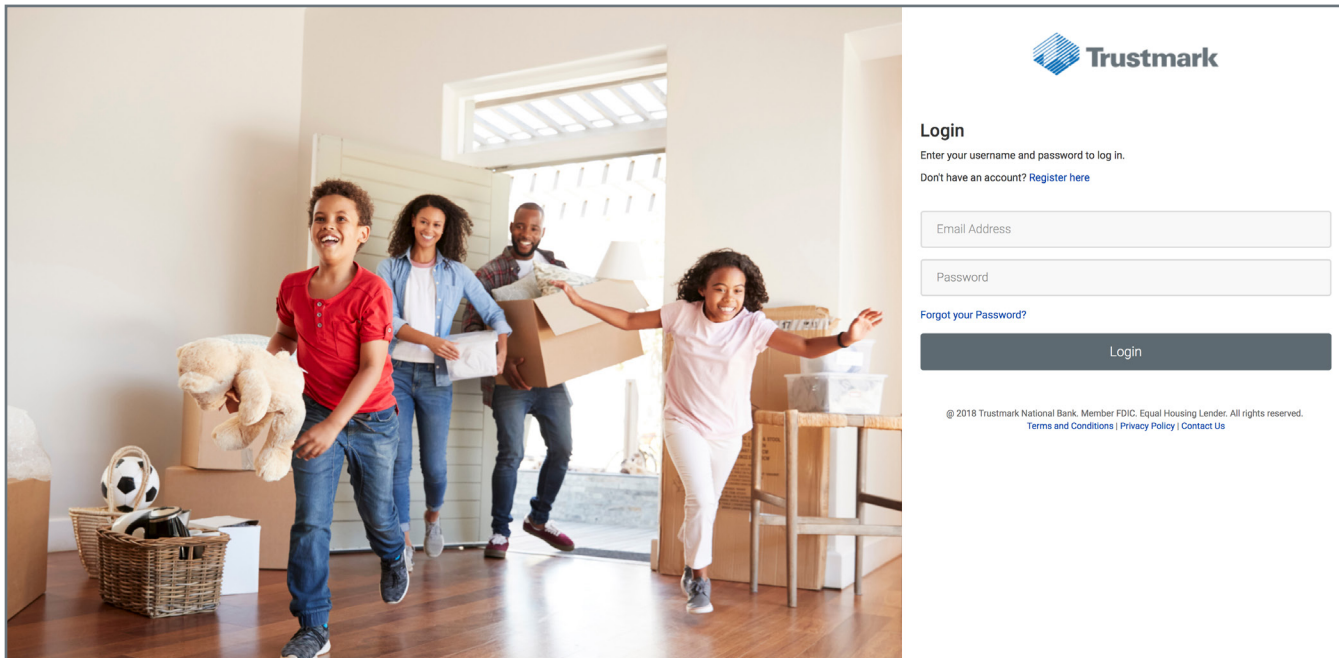 Trustmark
Login
Enter your username and password to log in.
Don't have an account? Register here
Email Address
Password
Forgot your Password?
Login
@ 2018 Trustmark National Bank. Member FDIC. Equal Housing Lender. All rights reserved.
Terms and Conditions | Privacy Policy | Contact Us